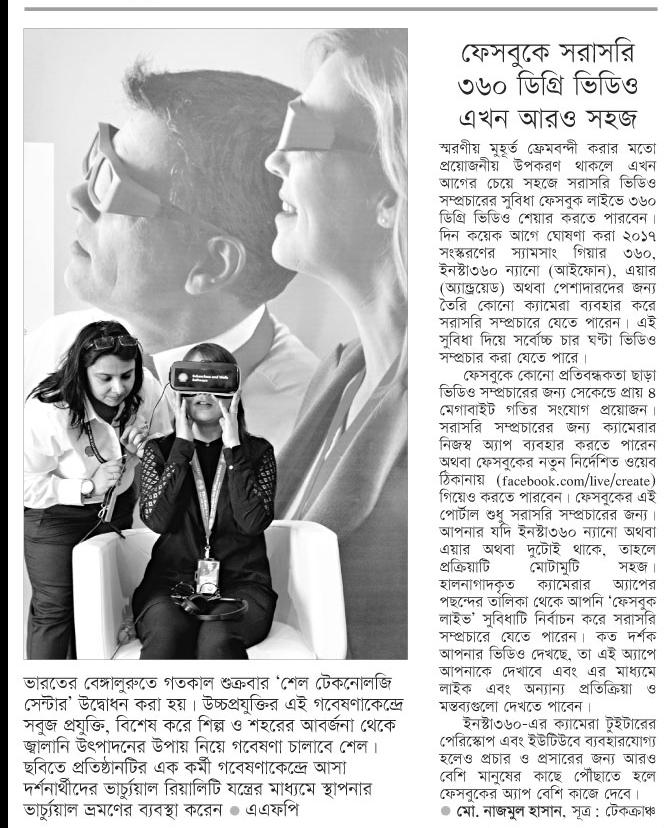 ফেসবুকে সরাসরি
৩৬০ ডিগ্রি ভিডিও
এখন আরও সহজ
স্মরণীয় মুহূর্ত ফ্রেমবন্দী করার মতো
প্রয়োজনীয় উপকরণ থাকলে এখন
আগের চেয়ে সহজে সরাসরি ভিডিও
সম্প্রচারের সুবিধা ফেসবুক লাইভে ৩৬০
ডিগ্রি ভিডিও শেয়ার করতে পারবেন।
দিন কয়েক আগে ঘোষণা করা ২০১৭
সংস্করণের স্যামসাং গিয়ার ৩৬০,
ইনস্টা৩৬০ ন্যানো (আইফোন), এয়ার
(অ্যান্ড্রয়েড) অথবা পেশাদারদের জন্য
তৈরি কোনো ক্যামেরা ব্যবহার করে
সরাসরি সম্প্রচারে যেতে পারেন। এই
সুবিধা দিয়ে সর্বোচ্চ চার ঘণ্টা ভিডিও
সম্প্রচার করা যেতে পারে।
ফেসবুকে কোনো প্রতিবন্ধকতা ছাড়া
ভিডিও সম্প্রচারের জন্য সেকেন্ডে প্রায় ৪
মেগাবাইট গতির সংযোগ প্রয়োজন।
সরাসরি সম্প্রচারের জন্য ক্যামেরার
নিজস্ব অ্যাপ ব্যবহার করতে পারেন
অথবা ফেসবুকের নতুন নির্দেশিত ওয়েব
ঠিকানায় (facebook.com/live/create)
গিয়েও করতে পারবেন। ফেসবুকের এই
পোর্টাল শুধু সরাসরি সম্প্রচারের জন্য।
আপনার যদি ইনস্টা৩৬০ ন্যানো অথবা
এয়ার অথবা দুটোই থাকে, তাহলে
প্রক্রিয়াটি মোটামুটি সহজ।
হালনাগাদকৃত ক্যামেরার অ্যাপের
পছন্দের তালিকা থেকে আপনি ‘ফেসবুক
লাইভ’ সুবিধাটি নির্বাচন করে সরাসরি
সম্প্রচারে যেতে পারেন। কত দর্শক
আপনার ভিডিও দেখছে, তা এই অ্যাপে
আপনাকে দেখাবে এবং এর মাধ্যমে
লাইক এবং অন্যান্য প্রতিক্রিয়া ও
মন্তব্যগুলো দেখতে পাবেন।
ইনস্টা৩৬০-এর ক্যামেরা টুইটারের
পেরিস্কোপ এবং ইউটিউবে ব্যবহারযোগ্য
হলেও প্রচার ও প্রসারের জন্য আরও
বেশি মানুষের কাছে পৌঁছাতে হলে
ফেসবুকের অ্যাপ বেশি কাজে দেবে।
● মো. নাজমুল হাসান, সূত্র : টেকক্রাঞ্চ
ভারতের বেঙ্গালুরুতে গতকাল শুক্রবার ‘শেল টেকনোলজি
সেন্টার’ উদ্বোধন করা হয়। উচ্চপ্রযুক্তির এই গবেষণাকেন্দ্রে
সবুজ প্রযুক্তি, বিশেষ করে শিল্প ও শহরের আবর্জনা থেকে
জ্বালানি উৎপাদনের উপায় নিয়ে গবেষণা চালাবে শেল।
ছবিতে প্রতিষ্ঠানটির এক কর্মী গবেষণাকেন্দ্রে আসা
দর্শনার্থীদের ভার্চ্যুয়াল রিয়ালিটি যন্ত্রের মাধ্যমে স্থাপনার
ভার্চ্যুয়াল ভ্রমণের ব্যবস্থা করেন ● এএফপি